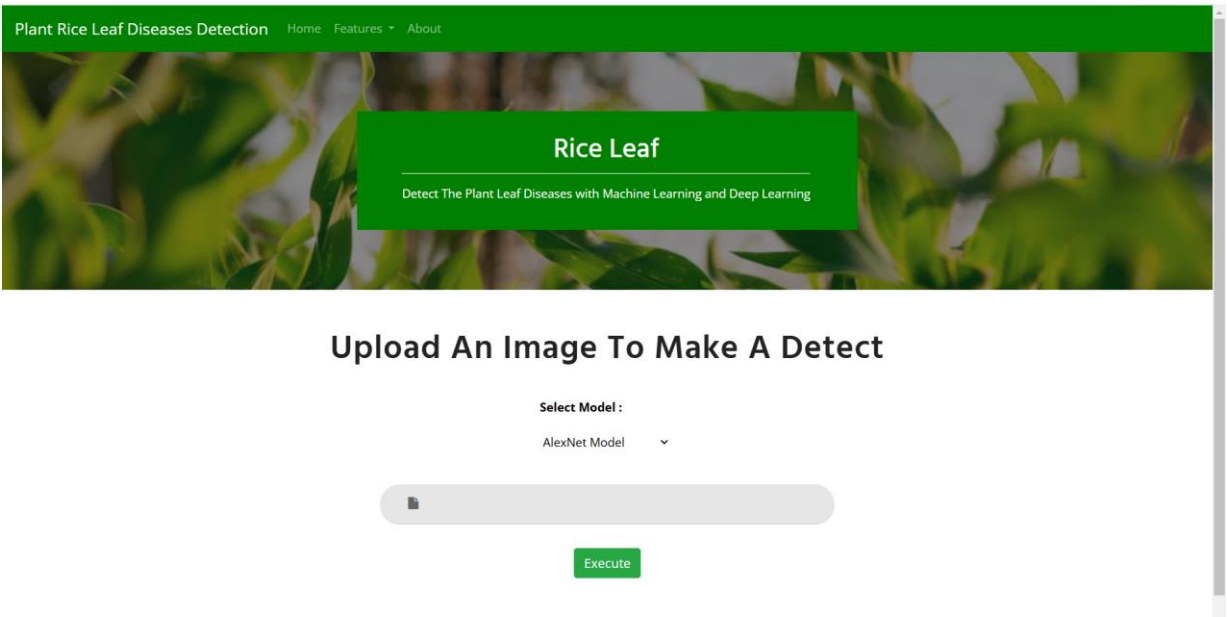 Plant Rice Leaf Diseases Detection Home Features About
Rice Leaf
Detect The Plant Leaf Diseases with Machine Learning and Deep Learning
Upload An Image To Make A Detect
Select Model :
AlexNet Model
Execute